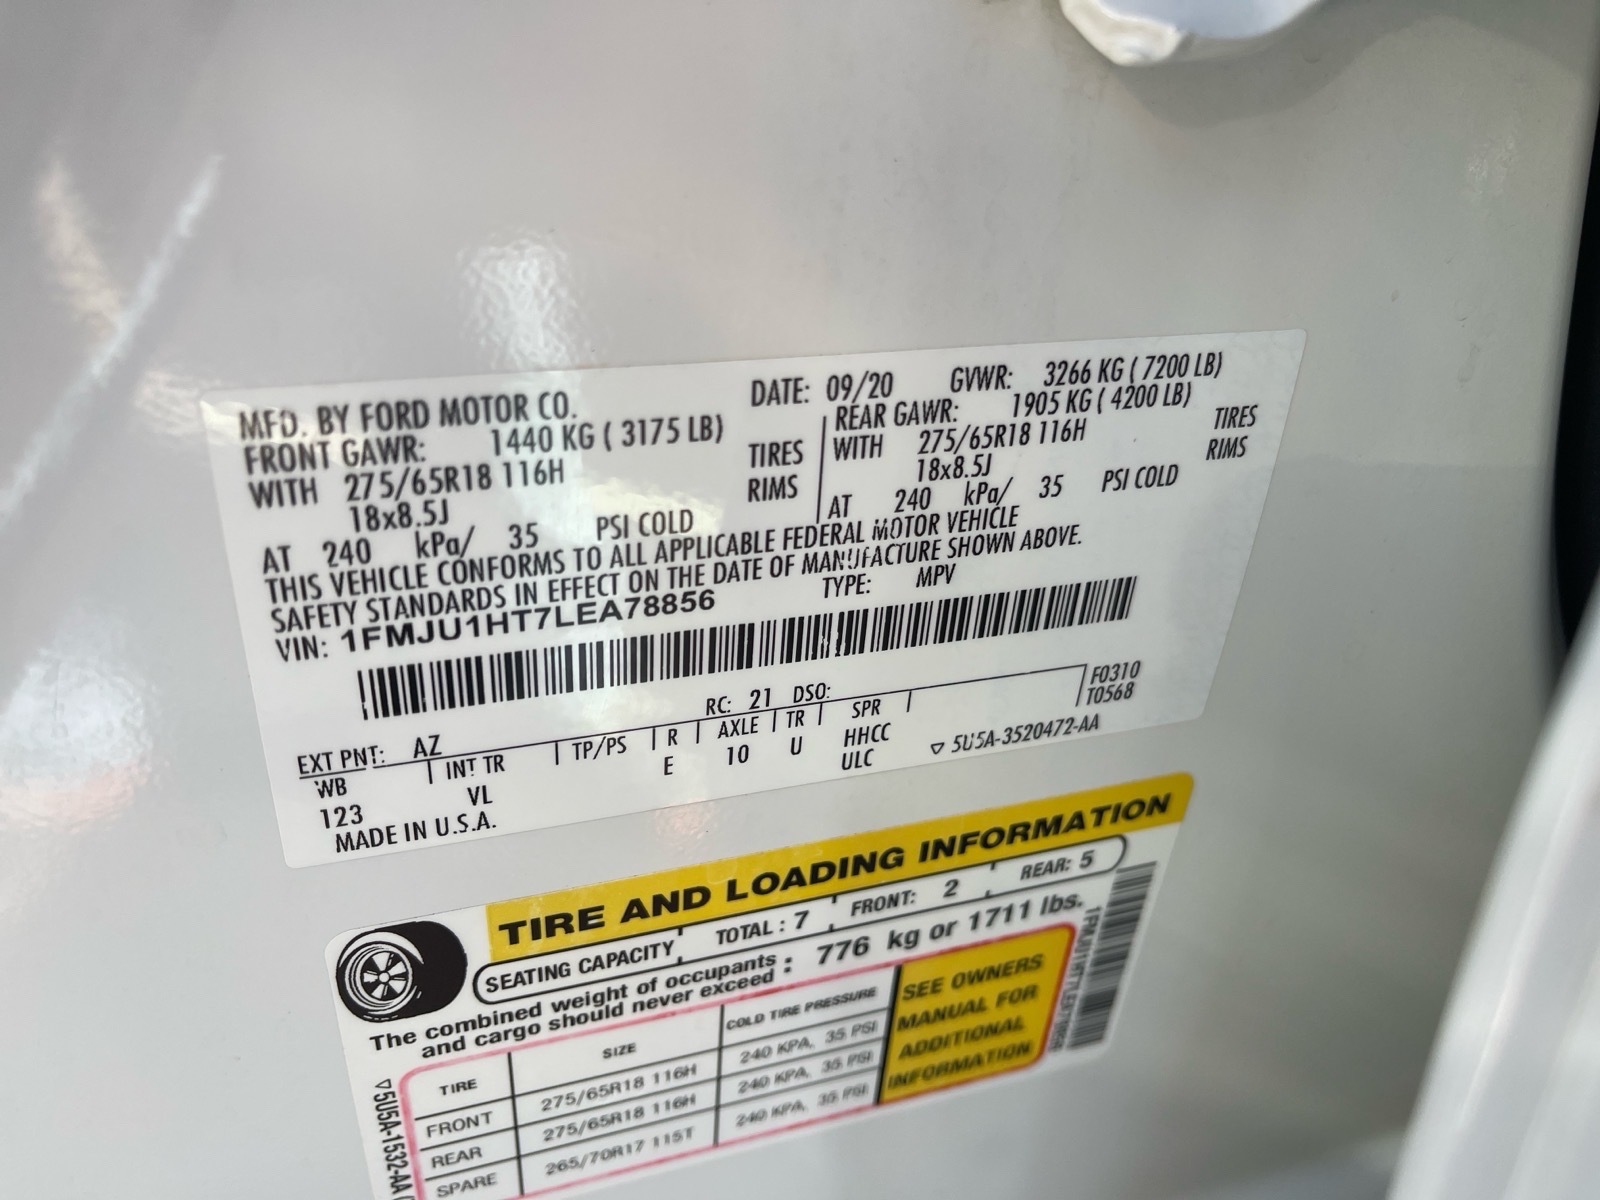 MFD. BY FORD MOTOR CO. DATE: 09/20 GVWR: 3266 KG ( 7200 LB)
FRONT GAWR: 1440 KG ( 3175 LB) REAR GAWR: 1905 KG ( 4200 LB)
WITH 275/65R18 116H TIRES WITH 275/65R18 116H TIRES
18x8.5J RIMS 18x8.5J RIMS
AT 240 kPa/ 35 PSI COLD AT 240 kPa/ 35 PSI COLD
THIS VEHICLE CONFORMS TO ALL APPLICABLE FEDERAL MOTOR VEHICLE
SAFETY STANDARDS IN EFFECT ON THE DATE OF MANUFACTURE SHOWN ABOVE.
VIN: 1FMJU1HT7LEA78856 TYPE: MPV
EXT PNT: AZ RC: 21 DSO: F0310
WB INT TR TP/PS R AXLE TR SPR T0568
123 VL E 10 U HHCC
ULC
MADE IN U.S.A. ▽ 5U5A-3520472-AA
TIRE AND LOADING INFORMATION
SEATING CAPACITY TOTAL : 7 FRONT: 2 REAR: 5
The combined weight of occupants and cargo should never exceed : 776 kg or 1711 lbs.
TIRE SIZE COLD TIRE PRESSURE
FRONT 275/65R18 116H 240 KPA, 35 PSI
REAR 275/65R18 116H 240 KPA, 35 PSI
SPARE 265/70R17 115T 240 KPA, 35 PSI
SEE OWNERS
MANUAL FOR
ADDITIONAL
INFORMATION
▽5U5A-1532-AA